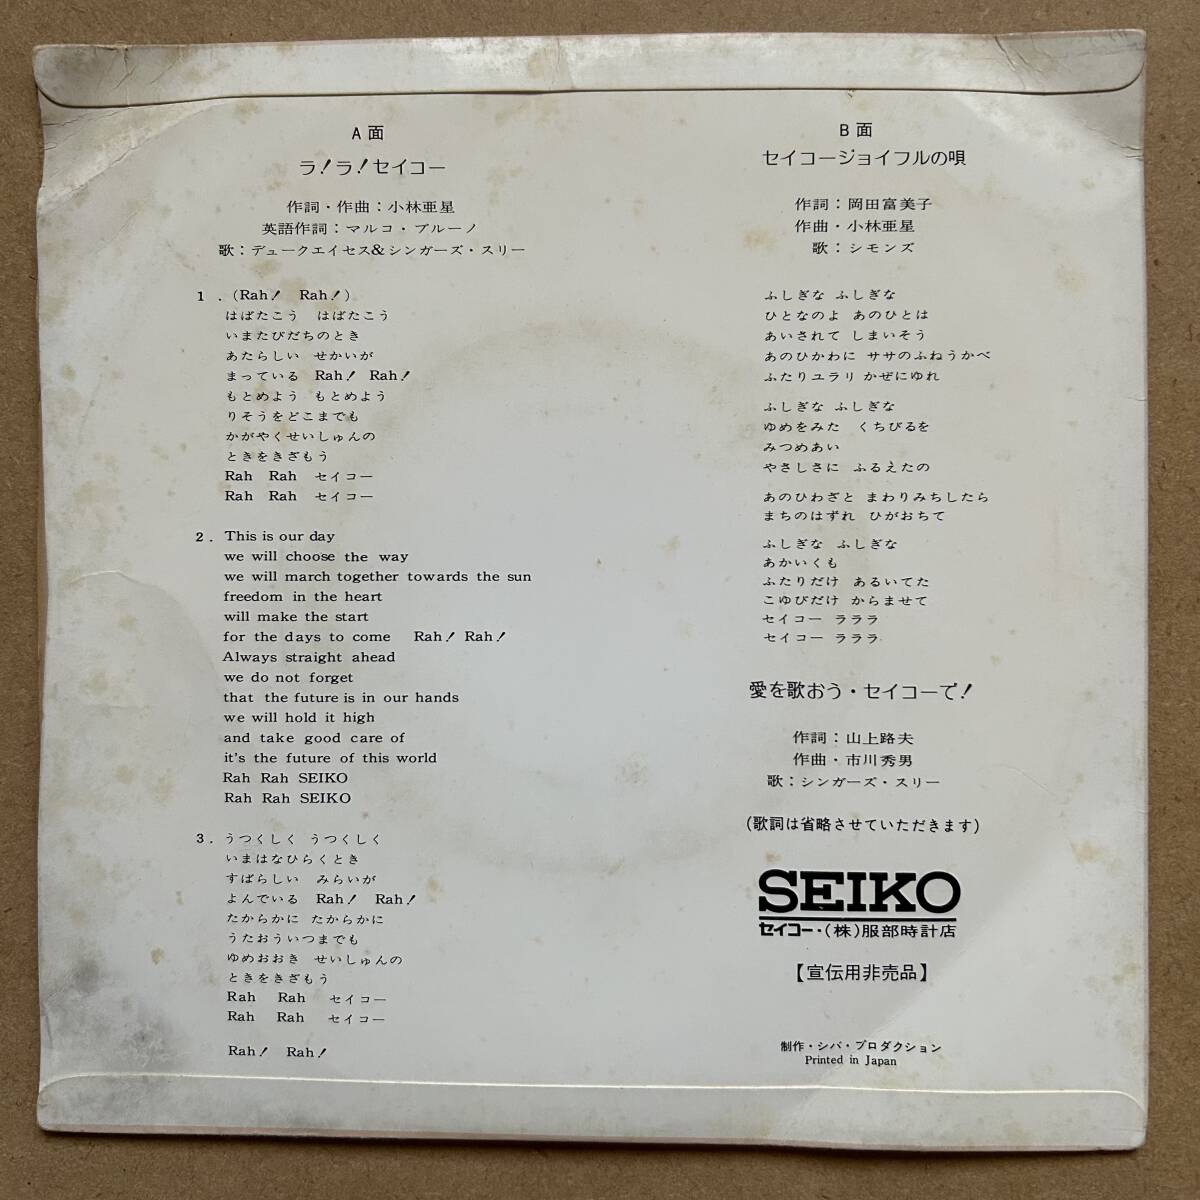 A面
ラ!ラ!セイコー
作詞・作曲:小林亜星
英語作詞:マルコ・ブルーノ
歌:デュークエイセス&シンガーズ・スリー
1.(Rah! Rah!)
はばたこう はばたこう
いまたびだちのとき
あたらしい せかいが
まっている Rah! Rah!
もとめよう もとめよう
りそうをどこまでも
かがやくせいしゅんの
ときをきざもう
Rah Rah セイコー
Rah Rah セイコー
2. This is our day
we will choose the way
we will march together towards the sun
freedom in the heart
will make the start
for the days to come Rah! Rah!
Always straight ahead
we do not forget
that the future is in our hands
we will hold it high
and take good care of
it's the future of this world
Rah Rah SEIKO
Rah Rah SEIKO
3. うつくしく うつくしく
いまはなひらくとき
すばらしい みらいが
よんでいる Rah! Rah!
たからかに たからかに
うたおういつまでも
ゆめおおき せいしゅんの
ときをきざもう
Rah Rah セイコー
Rah Rah セイコー
Rah! Rah!
B面
セイコージョイフルの唄
作詞:岡田富美子
作曲・小林亜星
歌:シモンズ
ふしぎな ふしぎな
ひとなのよ あのひとは
あいされて しまいそう
あのひかわに ササのふねうかべ
ふたりユラリ かぜにゆれ
ふしぎな ふしぎな
ゆめをみた くちびるを
みつめあい
やさしさに ふるえたの
あのひわざと まわりみちしたら
まちのはずれ ひがおちて
ふしぎな ふしぎな
あかいくも
ふたりだけ あるいてた
こゆびだけ からませて
セイコー ラララ
セイコー ラララ
愛を歌おう・セイコーで!
作詞:山上路夫
作曲・市川秀男
歌:シンガーズ・スリー
(歌詞は省略させていただきます)
SEIKO
セイコー・(株)服部時計店
【宣伝用非売品】
制作・シバ・プロダクション
Printed in Japan